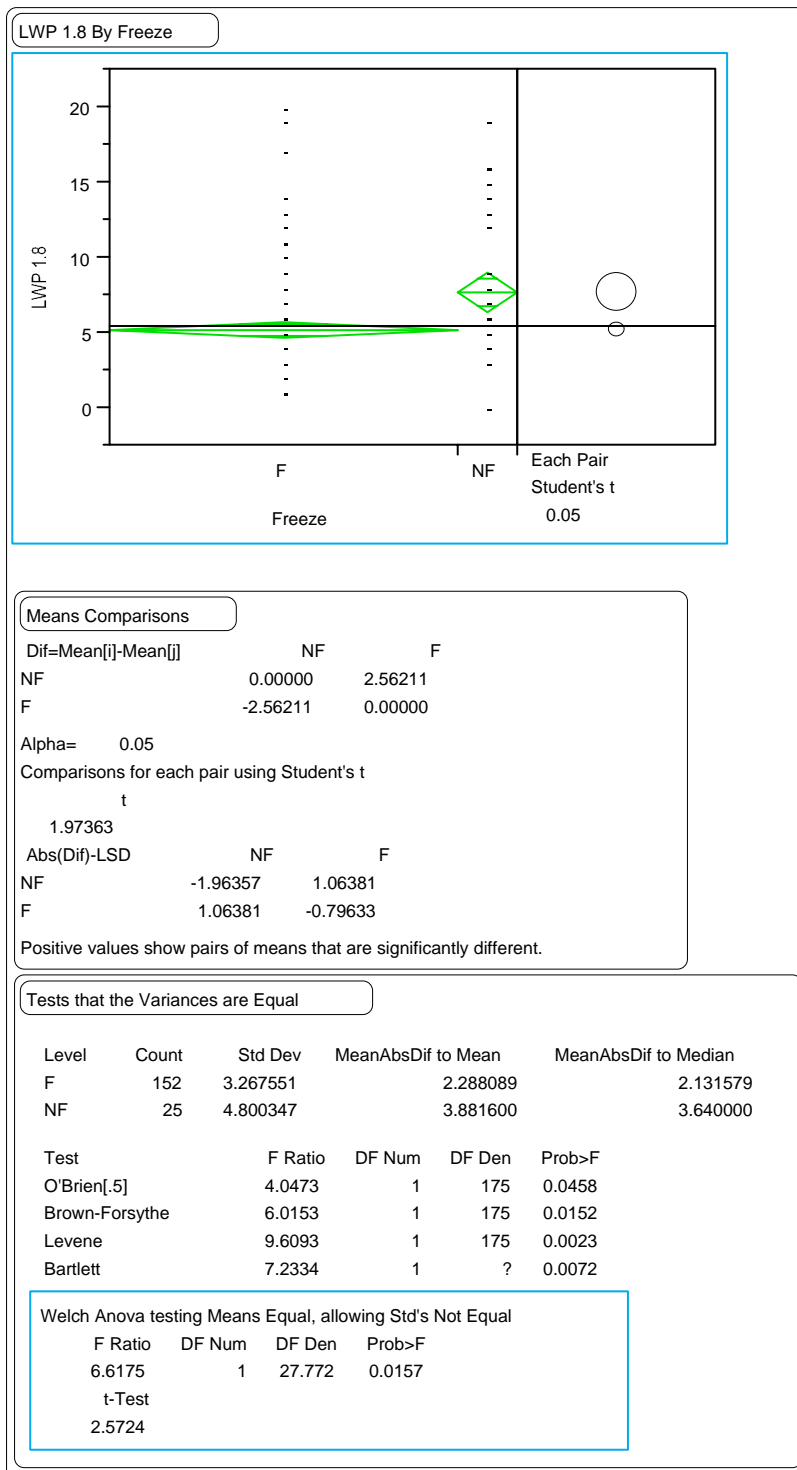 LWP 1.8 By Freeze
20
15
10
5
0
LWP 1.8
F
NF
Each Pair
Student's t
0.05
Freeze
Means Comparisons
Dif=Mean[i]-Mean[j] NF F
NF 0.00000 2.56211
F -2.56211 0.00000
Alpha= 0.05
Comparisons for each pair using Student's t
t
1.97363
Abs(Dif)-LSD NF F
NF -1.96357 1.06381
F 1.06381 -0.79633
Positive values show pairs of means that are significantly different.
Tests that the Variances are Equal
Level Count Std Dev MeanAbsDif to Mean MeanAbsDif to Median
F 152 3.267551 2.288089 2.131579
NF 25 4.800347 3.881600 3.640000
Test F Ratio DF Num DF Den Prob>F
O'Brien[.5] 4.0473 1 175 0.0458
Brown-Forsythe 6.0153 1 175 0.0152
Levene 9.6093 1 175 0.0023
Bartlett 7.2334 1 ? 0.0072
Welch Anova testing Means Equal, allowing Std's Not Equal
F Ratio DF Num DF Den Prob>F
6.6175 1 27.772 0.0157
t-Test
2.5724